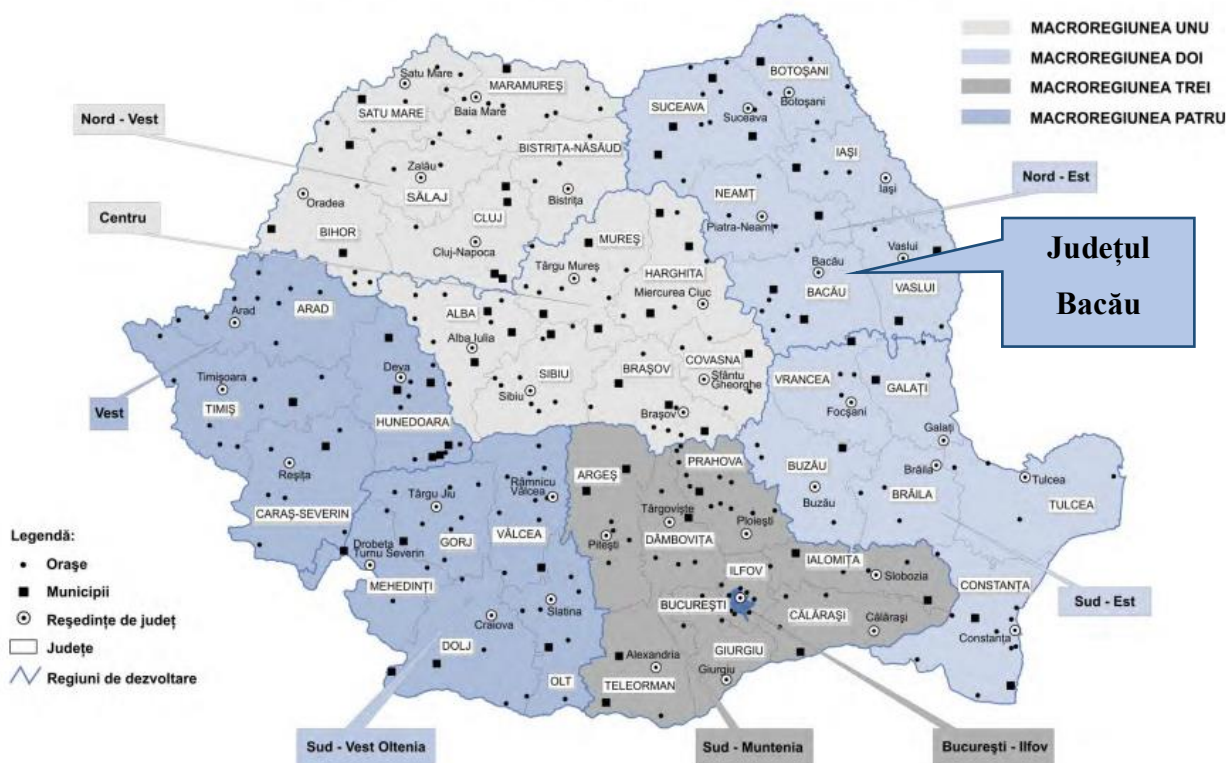 MACROREGIUNEA UNU
MACROREGIUNEA DOI
MACROREGIUNEA TREI
MACROREGIUNEA PATRU
Nord - Vest
Centru
Vest
Nord - Est
Județul
Bacău
Sud - Est
Sud - Vest Oltenia
Sud - Muntenia
București - Ilfov
Satu Mare
SATU MARE
MARAMUREȘ
Baia Mare
BISTRIȚA-NĂSĂUD
Bistrița
Zalău
SĂLAJ
Oradea
BIHOR
CLUJ
Cluj-Napoca
SUCEAVA
Suceava
BOTOȘANI
Botoșani
IAȘI
Iași
NEAMȚ
Piatra-Neamț
Bacău
BACĂU
Vaslui
VASLUI
MUREȘ
Târgu Mureș
HARGHITA
Miercurea Ciuc
ALBA
Alba Iulia
SIBIU
Sibiu
BRAȘOV
Brașov
COVASNA
Sfântu
Gheorghe
ARAD
Arad
Timișoara
TIMIȘ
Deva
HUNEDOARA
Reșița
CARAȘ-SEVERIN
VRANCEA
Focșani
GALAȚI
Galați
BUZĂU
Buzău
Brăila
BRĂILA
Tulcea
TULCEA
CONSTANȚA
Constanța
Târgu Jiu
GORJ
Râmnicu
Vâlcea
VÂLCEA
Drobeta
Turnu Severin
MEHEDINȚI
Craiova
DOLJ
Slatina
OLT
ARGEȘ
Pitești
PRAHOVA
Ploiești
Târgoviște
DÂMBOVIȚA
ILFOV
BUCUREȘTI
IALOMIȚA
Slobozia
CĂLĂRAȘI
Călărași
GIURGIU
Giurgiu
Alexandria
TELEORMAN
Legendă:
Orașe
Municipii
Reședințe de județ
Județe
Regiuni de dezvoltare